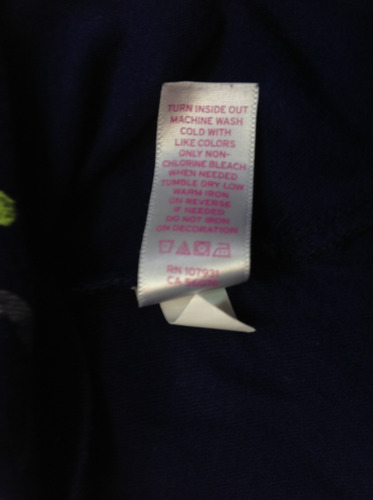 TURN INSIDE OUT
MACHINE WASH
COLD WITH
LIKE COLORS
ONLY NON-
CHLORINE BLEACH
WHEN NEEDED
TUMBLE DRY LOW
WARM IRON
ON REVERSE
IF NEEDED
DO NOT IRON
ON DECORATION
RN 107931
CA